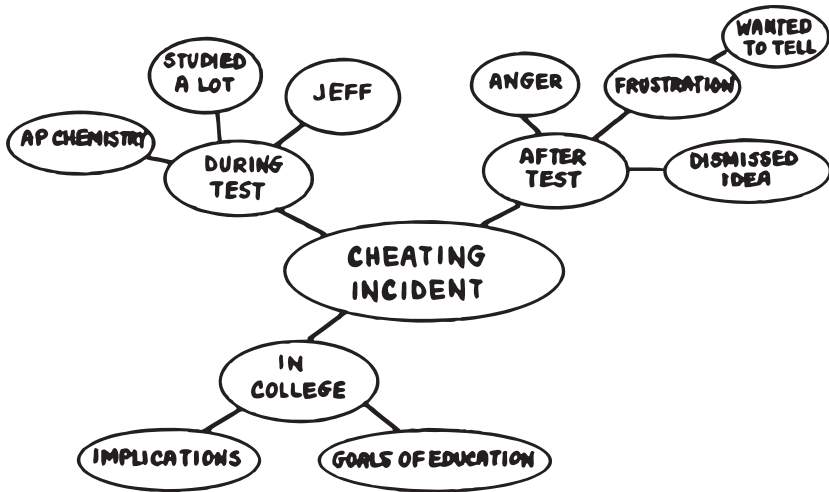 WANTED
TO TELL
STUDIED
A LOT
JEFF
ANGER
FRUSTRATION
AP CHEMISTRY
DURING
TEST
AFTER
TEST
DISMISSED
IDEA
CHEATING
INCIDENT
IN
COLLEGE
IMPLICATIONS
GOALS OF EDUCATION